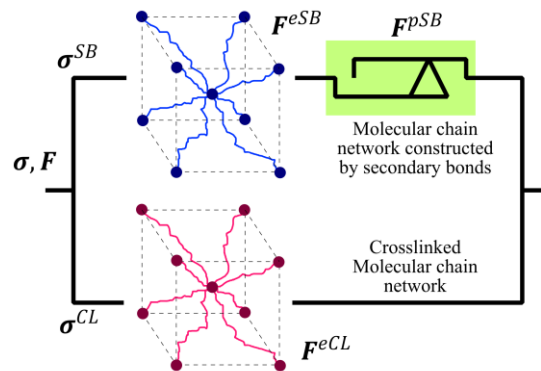 F^{eSB}
F^{pSB}
σ^{SB}
Molecular chain
network constructed
by secondary bonds
σ, F
Crosslinked
Molecular chain
network
σ^{CL}
F^{eCL}